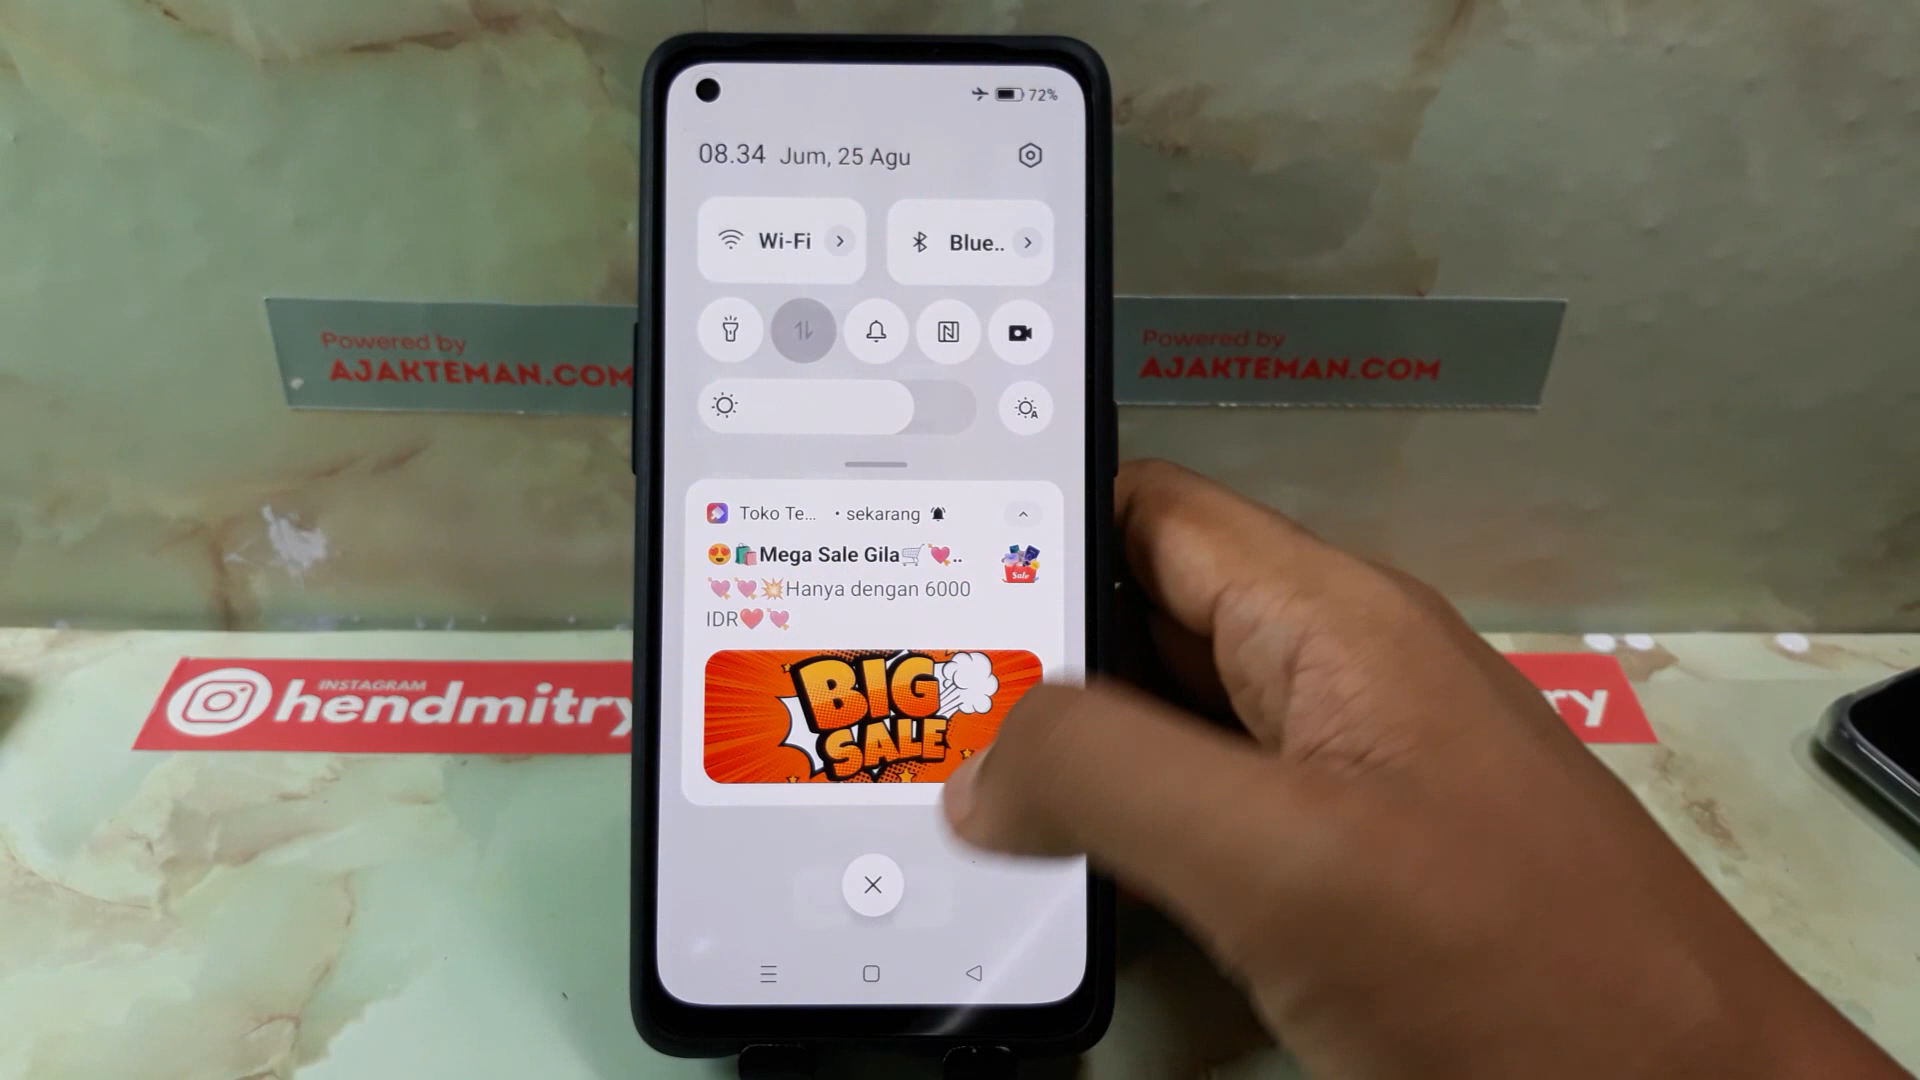 72%
08.34 Jum, 25 Agu
Wi-Fi
Blue..
Powered by
AJAKTEMAN.COM
Powered by
AJAKTEMAN.COM
Toko Te... • sekarang
😍🛍️Mega Sale Gila🛒💘..
💘💘💥Hanya dengan 6000
IDR❤️💘
Sale
BIG
SALE
INSTAGRAM
hendmitry
ry